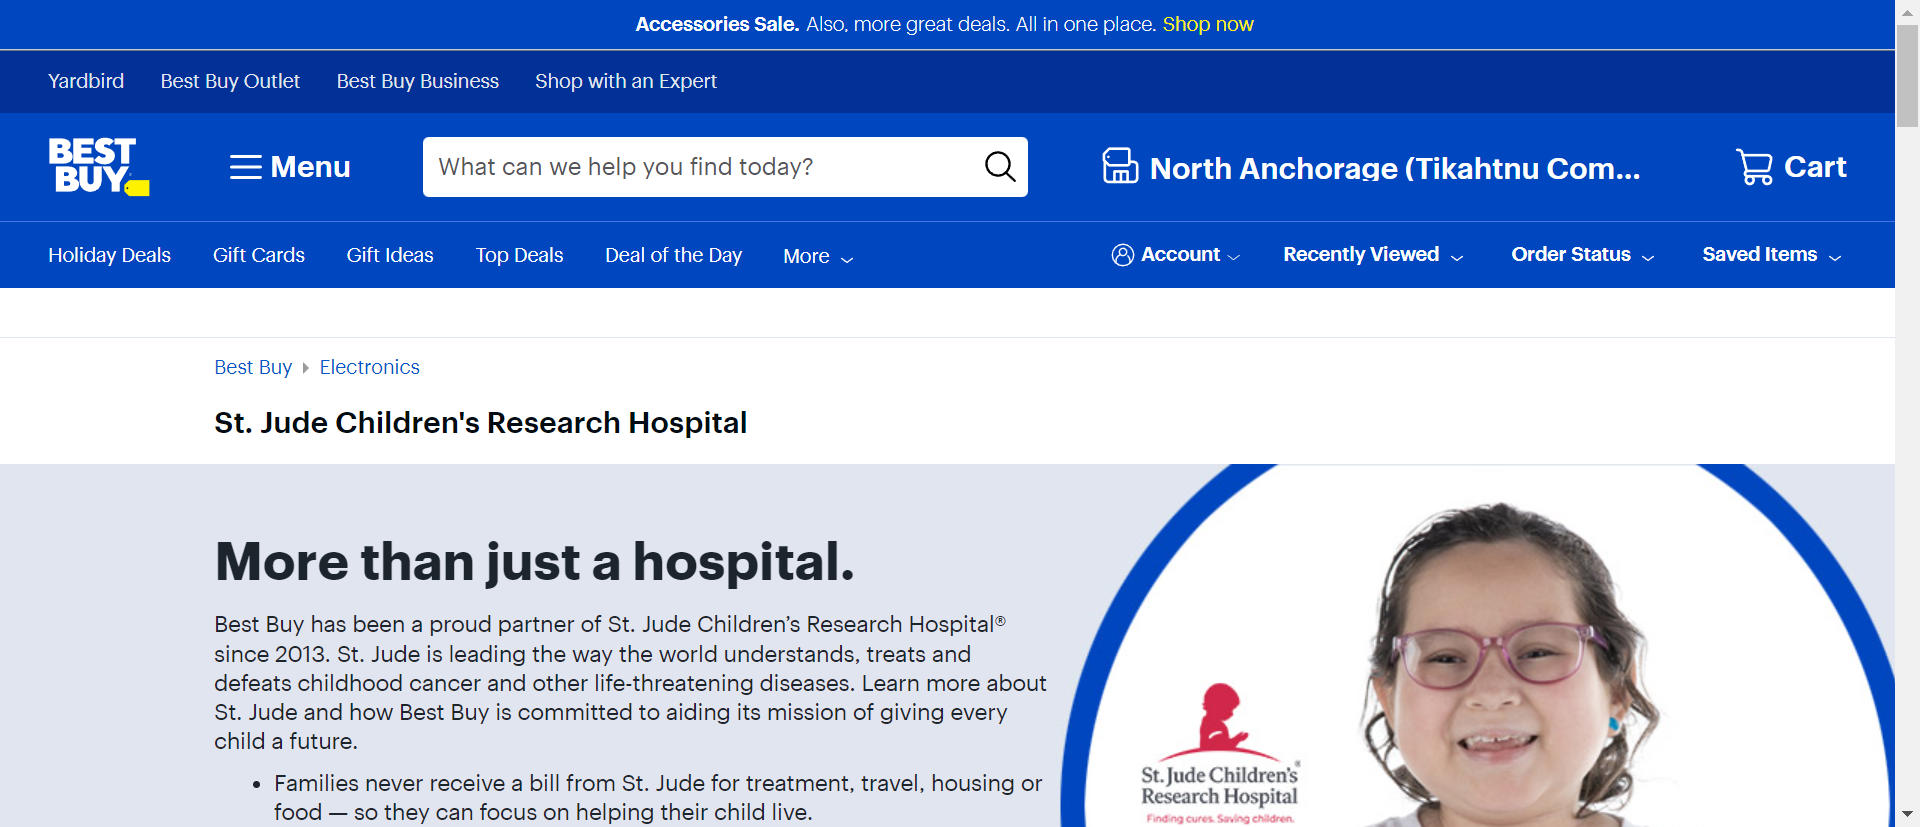 Accessories Sale. Also, more great deals. All in one place. Shop now
Yardbird Best Buy Outlet Best Buy Business Shop with an Expert
BEST BUY
Menu
What can we help you find today?
North Anchorage (Tikahtnu Com...
Cart
Holiday Deals Gift Cards Gift Ideas Top Deals Deal of the Day More
Account Recently Viewed Order Status Saved Items
Best Buy Electronics
St. Jude Children's Research Hospital
More than just a hospital.
Best Buy has been a proud partner of St. Jude Children’s Research Hospital®
since 2013. St. Jude is leading the way the world understands, treats and
defeats childhood cancer and other life-threatening diseases. Learn more about
St. Jude and how Best Buy is committed to aiding its mission of giving every
child a future.
• Families never receive a bill from St. Jude for treatment, travel, housing or
food — so they can focus on helping their child live.
St. Jude Children's®
Research Hospital
Finding cures. Saving children.